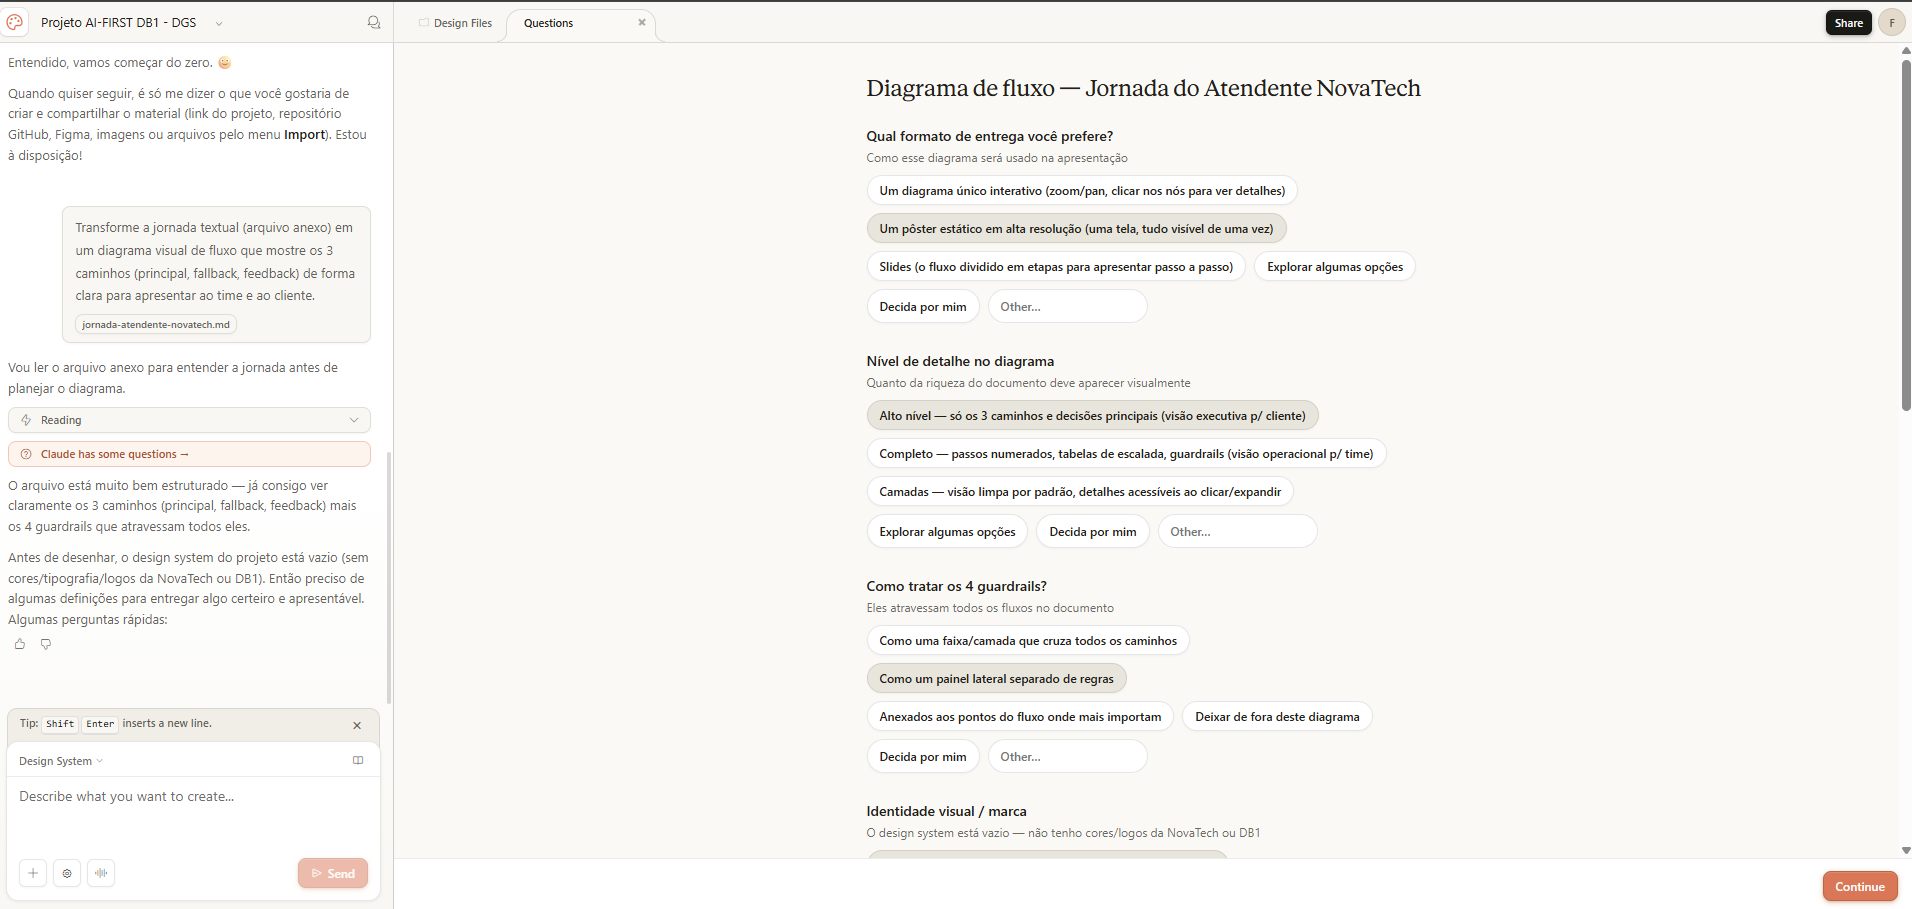 Projeto AI-FIRST DB1 - DGS
Entendido, vamos começar do zero. 😀
Quando quiser seguir, é só me dizer o que você gostaria de
criar e compartilhar o material (link do projeto, repositório
GitHub, Figma, imagens ou arquivos pelo menu Import). Estou
à disposição!
Transforme a jornada textual (arquivo anexo) em
um diagrama visual de fluxo que mostre os 3
caminhos (principal, fallback, feedback) de forma
clara para apresentar ao time e ao cliente.
jornada-atendente-novatech.md
Vou ler o arquivo anexo para entender a jornada antes de
planejar o diagrama.
Reading
Claude has some questions →
O arquivo está muito bem estruturado — já consigo ver
claramente os 3 caminhos (principal, fallback, feedback) mais
os 4 guardrails que atravessam todos eles.
Antes de desenhar, o design system do projeto está vazio (sem
cores/tipografia/logos da NovaTech ou DB1). Então preciso de
algumas definições para entregar algo certeiro e apresentável.
Algumas perguntas rápidas:
Tip: Shift Enter inserts a new line.
Design System
Describe what you want to create...
Send
Design Files
Questions
Share
F
Diagrama de fluxo — Jornada do Atendente NovaTech
Qual formato de entrega você prefere?
Como esse diagrama será usado na apresentação
Um diagrama único interativo (zoom/pan, clicar nos nós para ver detalhes)
Um pôster estático em alta resolução (uma tela, tudo visível de uma vez)
Slides (o fluxo dividido em etapas para apresentar passo a passo)
Explorar algumas opções
Decida por mim
Other...
Nível de detalhe no diagrama
Quanto da riqueza do documento deve aparecer visualmente
Alto nível — só os 3 caminhos e decisões principais (visão executiva p/ cliente)
Completo — passos numerados, tabelas de escalada, guardrails (visão operacional p/ time)
Camadas — visão limpa por padrão, detalhes acessíveis ao clicar/expandir
Explorar algumas opções
Decida por mim
Other...
Como tratar os 4 guardrails?
Eles atravessam todos os fluxos no documento
Como uma faixa/camada que cruza todos os caminhos
Como um painel lateral separado de regras
Anexados aos pontos do fluxo onde mais importam
Deixar de fora deste diagrama
Decida por mim
Other...
Identidade visual / marca
O design system está vazio — não tenho cores/logos da NovaTech ou DB1
Continue